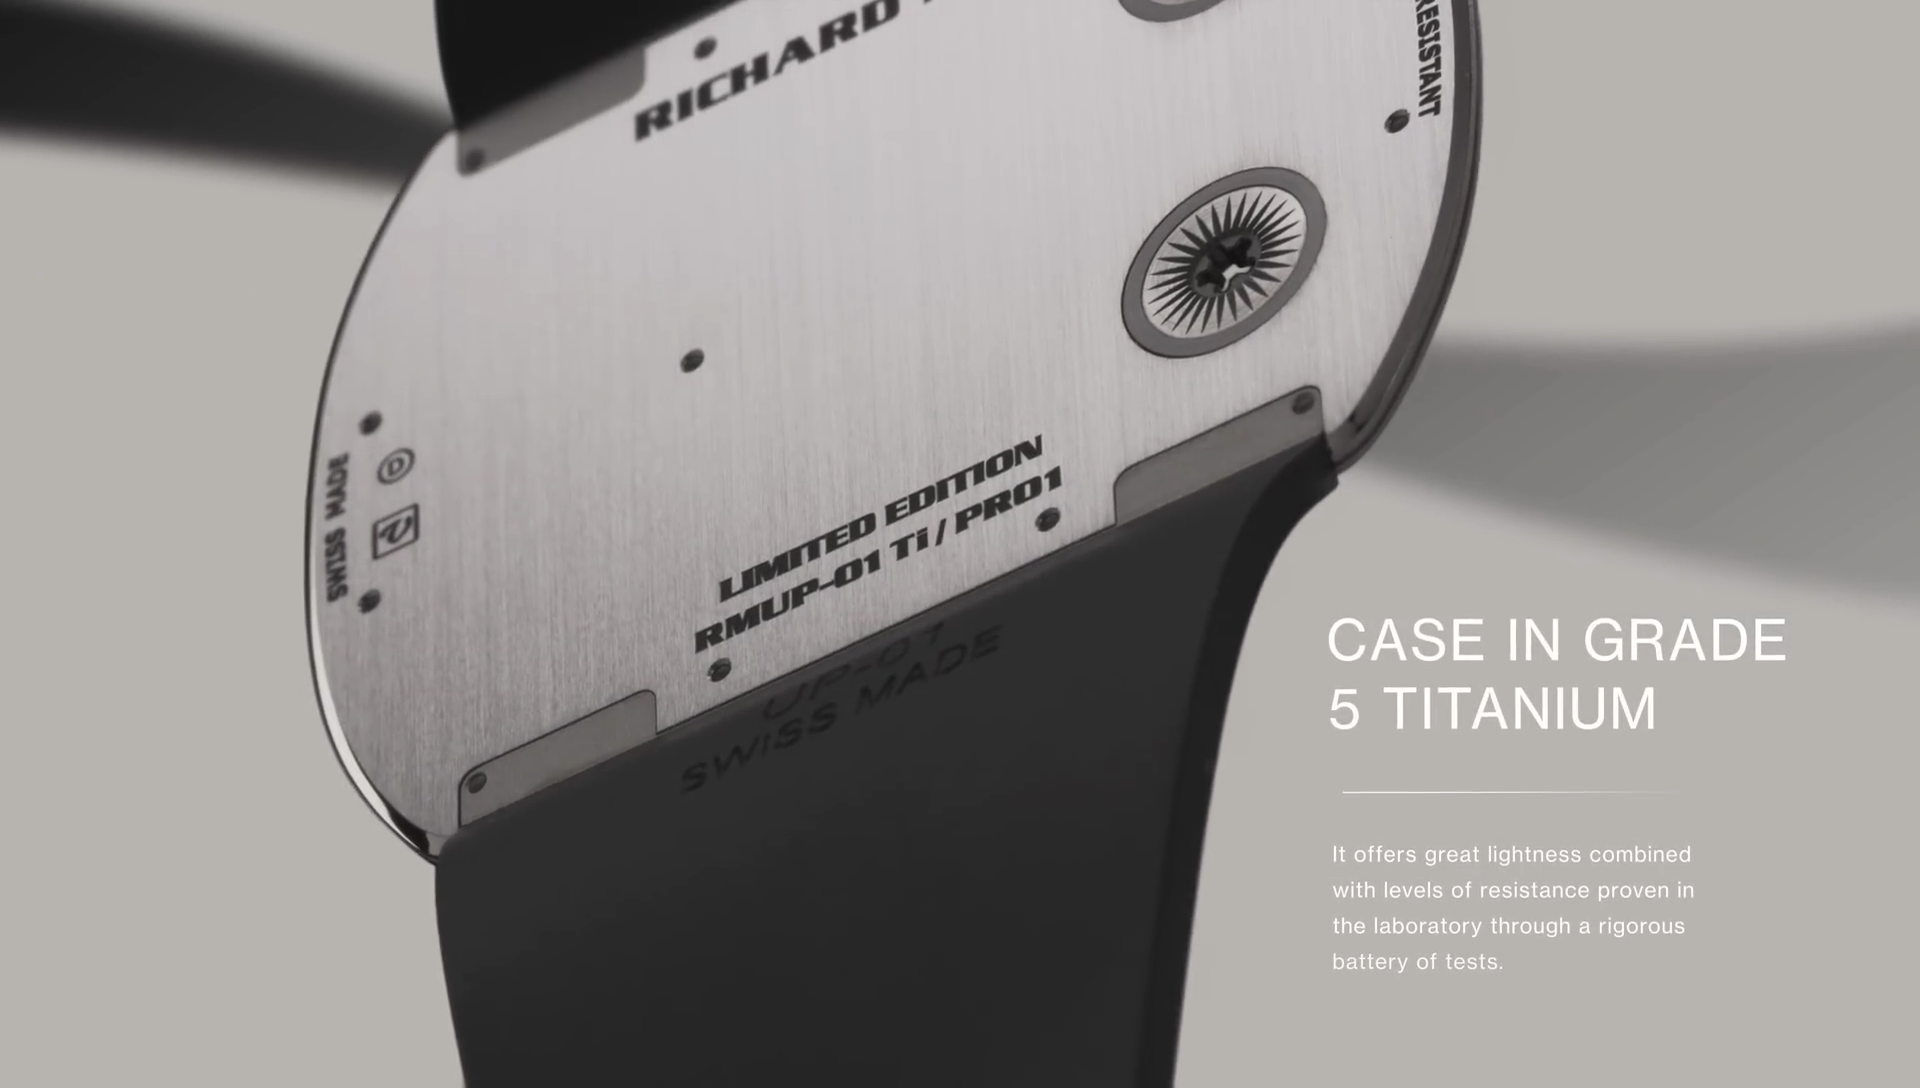 RICHARD
RESISTANT
SWISS MADE
D
LIMITED EDITION
RMUP-01 Ti / PR01
UP-01
SWISS MADE
CASE IN GRADE
5 TITANIUM
It offers great lightness combined
with levels of resistance proven in
the laboratory through a rigorous
battery of tests.